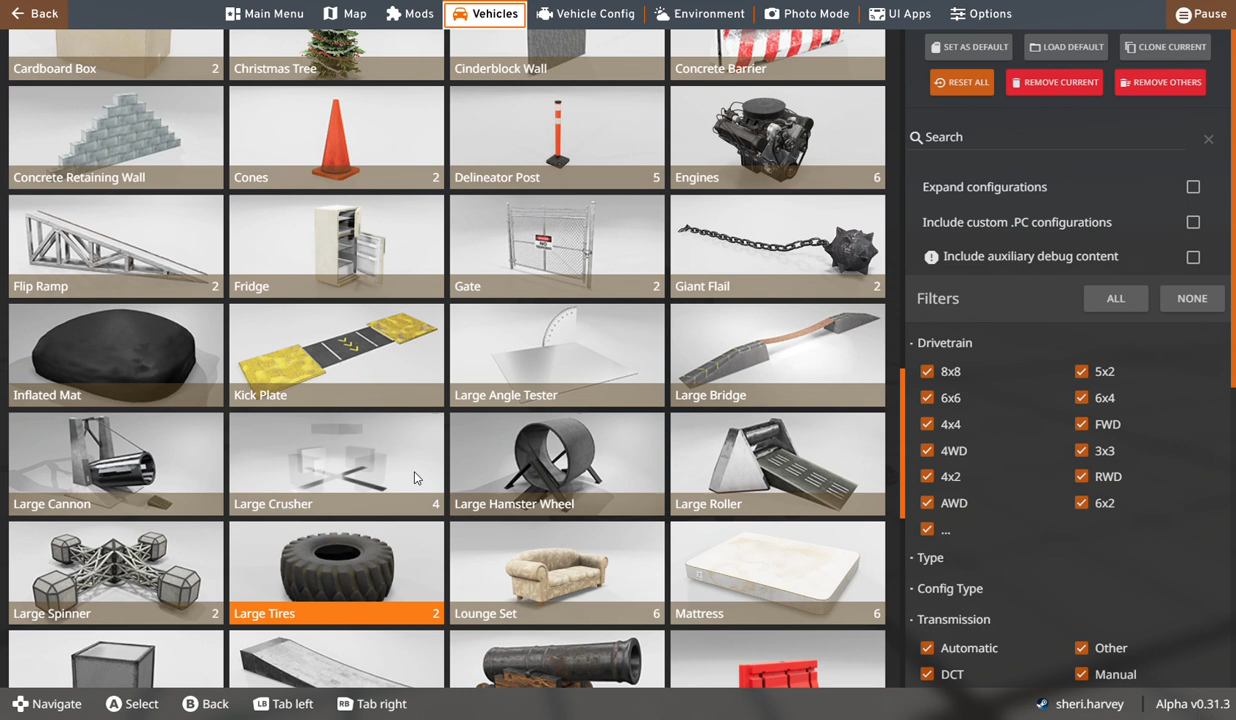 Back
Main Menu
Map
Mods
Vehicles
Vehicle Config
Environment
Photo Mode
UI Apps
Options
Pause
Cardboard Box 2
Christmas Tree
Cinderblock Wall
Concrete Barrier
Concrete Retaining Wall
Cones 2
Delineator Post 5
Engines 6
Flip Ramp 2
Fridge
Gate 2
Giant Flail 2
Inflated Mat
Kick Plate
Large Angle Tester
Large Bridge
Large Cannon
Large Crusher 4
Large Hamster Wheel
Large Roller
Large Spinner 2
Large Tires 2
Lounge Set 6
Mattress 6
SET AS DEFAULT
LOAD DEFAULT
CLONE CURRENT
RESET ALL
REMOVE CURRENT
REMOVE OTHERS
Search
Expand configurations
Include custom .PC configurations
Include auxiliary debug content
Filters
ALL
NONE
Drivetrain
8x8
5x2
6x6
6x4
4x4
FWD
4WD
3x3
4x2
RWD
AWD
6x2
...
Type
Config Type
Transmission
Automatic
Other
DCT
Manual
Navigate
A Select
B Back
LB Tab left
RB Tab right
sheri.harvey
Alpha v0.31.3